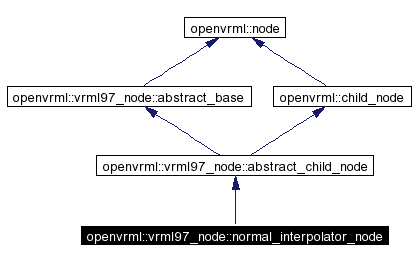 openvrml::node
openvrml::vrml97_node::abstract_base
openvrml::child_node
openvrml::vrml97_node::abstract_child_node
openvrml::vrml97_node::normal_interpolator_node